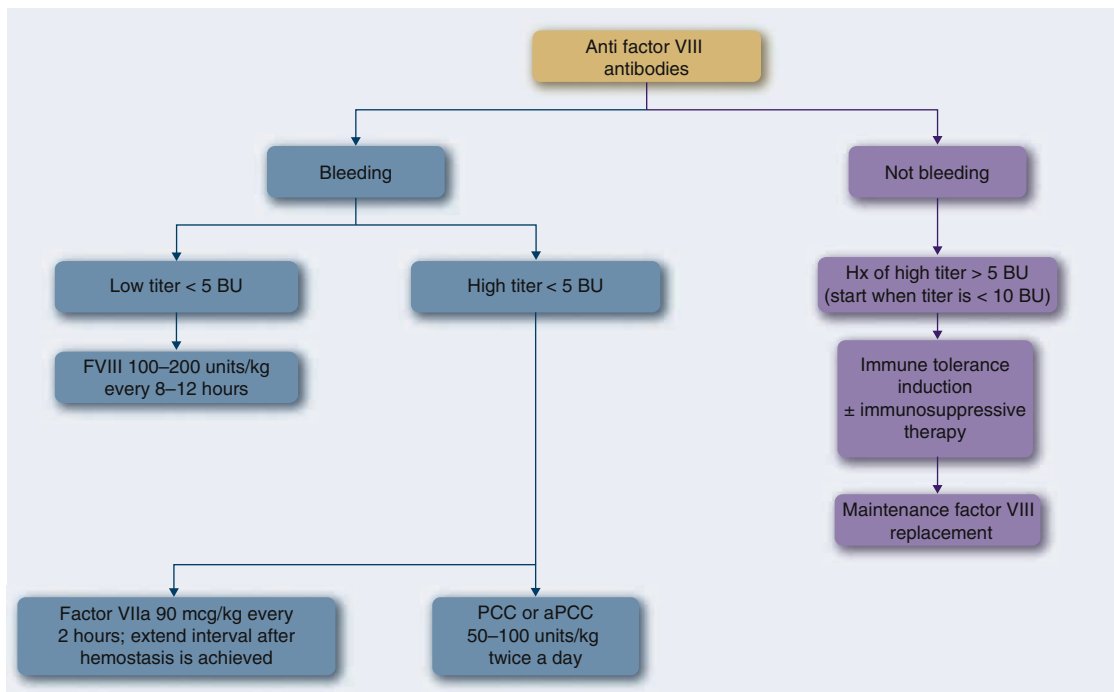 Anti factor VIII
antibodies
Bleeding
Not bleeding
Low titer < 5 BU
High titer < 5 BU
Hx of high titer > 5 BU
(start when titer is < 10 BU)
FVIII 100–200 units/kg
every 8–12 hours
Immune tolerance
induction
± immunosuppressive
therapy
Maintenance factor VIII
replacement
Factor VIIa 90 mcg/kg every
2 hours; extend interval after
hemostasis is achieved
PCC or aPCC
50–100 units/kg
twice a day